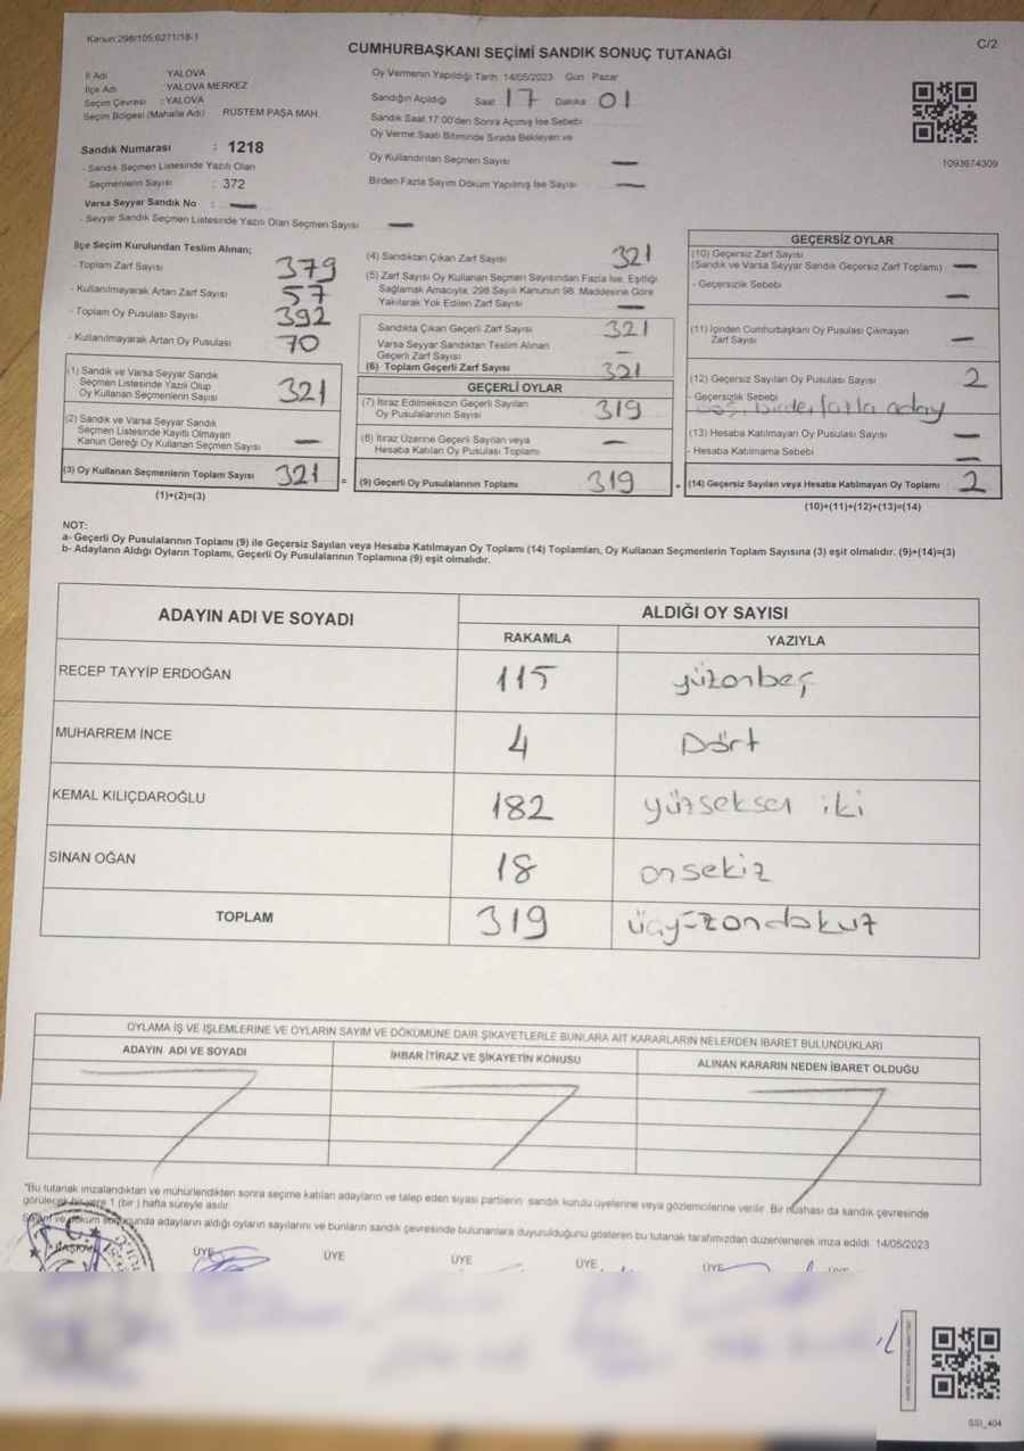 Kanun:298/105;6271/18-1
C/2
CUMHURBAŞKANI SEÇİMİ SANDIK SONUÇ TUTANAĞI
İl Adı YALOVA
İlçe Adı YALOVA MERKEZ
Seçim Çevresi : YALOVA
Seçim Bölgesi (Mahalle Adı) RÜSTEM PAŞA MAH.
Sandık Numarası : 1218
- Sandık Seçmen Listesinde Yazılı Olan
Seçmenlerin Sayısı : 372
Varsa Seyyar Sandık No : —
- Seyyar Sandık Seçmen Listesinde Yazılı Olan Seçmen Sayısı —
Oy Vermenin Yapıldığı Tarih 14/05/2023 Gün Pazar
Sandığın Açıldığı Saat 17 Dakika 01
Sandık Saat 17:00'den Sonra Açılmış İse Sebebi
Oy Verme Saati Bitiminde Sırada Bekleyen ve
Oy Kullandırılan Seçmen Sayısı —
Birden Fazla Sayım Döküm Yapılmış İse Sayısı —
1093674309
İlçe Seçim Kurulundan Teslim Alınan;
- Toplam Zarf Sayısı 379
- Kullanılmayarak Artan Zarf Sayısı 57
- Toplam Oy Pusulası Sayısı 392
- Kullanılmayarak Artan Oy Pusulası 70
(1) Sandık ve Varsa Seyyar Sandık
Seçmen Listesinde Yazılı Olup
Oy Kullanan Seçmenlerin Sayısı 321
(2) Sandık ve Varsa Seyyar Sandık
Seçmen Listesinde Kayıtlı Olmayan
Kanun Gereği Oy Kullanan Seçmen Sayısı —
(3) Oy Kullanan Seçmenlerin Toplam Sayısı 321
(1)+(2)=(3)
(4) Sandıktan Çıkan Zarf Sayısı 321
(5) Zarf Sayısı Oy Kullanan Seçmen Sayısından Fazla İse, Eşitliği
Sağlamak Amacıyla, 298 Sayılı Kanunun 98. Maddesine Göre
Yakılarak Yok Edilen Zarf Sayısı —
Sandıkta Çıkan Geçerli Zarf Sayısı 321
Varsa Seyyar Sandıktan Teslim Alınan
Geçerli Zarf Sayısı —
(6) Toplam Geçerli Zarf Sayısı 321
GEÇERLİ OYLAR
(7) İtiraz Edilmeksizin Geçerli Sayılan
Oy Pusulalarının Sayısı 319
(8) İtiraz Üzerine Geçerli Sayılan veya
Hesaba Katılan Oy Pusulası Toplamı —
= (9) Geçerli Oy Pusulalarının Toplamı 319
GEÇERSİZ OYLAR
(10) Geçersiz Zarf Sayısı
(Sandık ve Varsa Seyyar Sandık Geçersiz Zarf Toplamı) —
- Geçersizlik Sebebi —
(11) İçinden Cumhurbaşkanı Oy Pusulası Çıkmayan
Zarf Sayısı —
(12) Geçersiz Sayılan Oy Pusulası Sayısı 2
- Geçersizlik Sebebi
boş, birden fazla aday
(13) Hesaba Katılmayan Oy Pusulası Sayısı —
- Hesaba Katılmama Sebebi —
+ (14) Geçersiz Sayılan veya Hesaba Katılmayan Oy Toplamı 2
(10)+(11)+(12)+(13)=(14)
NOT:
a- Geçerli Oy Pusulalarının Toplamı (9) ile Geçersiz Sayılan veya Hesaba Katılmayan Oy Toplamı (14) Toplamları, Oy Kullanan Seçmenlerin Toplam Sayısına (3) eşit olmalıdır. (9)+(14)=(3)
b- Adayların Aldığı Oyların Toplamı, Geçerli Oy Pusulalarının Toplamına (9) eşit olmalıdır.
ADAYIN ADI VE SOYADI ALDIĞI OY SAYISI
RAKAMLA YAZIYLA
RECEP TAYYİP ERDOĞAN 115 yüzonbeş
MUHARREM İNCE 4 Dört
KEMAL KILIÇDAROĞLU 182 yüzseksen iki
SİNAN OĞAN 18 onsekiz
TOPLAM 319 üçyüzondokuz
OYLAMA İŞ VE İŞLEMLERİNE VE OYLARIN SAYIM VE DÖKÜMÜNE DAİR ŞİKAYETLERLE BUNLARA AİT KARARLARIN NELERDEN İBARET BULUNDUKLARI
ADAYIN ADI VE SOYADI İHBAR İTİRAZ VE ŞİKAYETİN KONUSU ALINAN KARARIN NEDEN İBARET OLDUĞU
"Bu tutanak imzalandıktan ve mühürlendikten sonra seçime katılan adayların ve talep eden siyasi partilerin sandık kurulu üyelerine veya gözlemcilerine verilir. Bir nüshası da sandık çevresinde
görülecek bir yere 1 (bir) hafta süreyle asılır.
Sayım ve döküm sonucunda adayların aldığı oyların sayılarını ve bunların sandık çevresinde bulunanlara duyurulduğunu gösteren bu tutanak tarafımızdan düzenlenerek imza edildi. 14/05/2023
BAŞKAN ÜYE ÜYE ÜYE ÜYE ÜYE
SSI_404